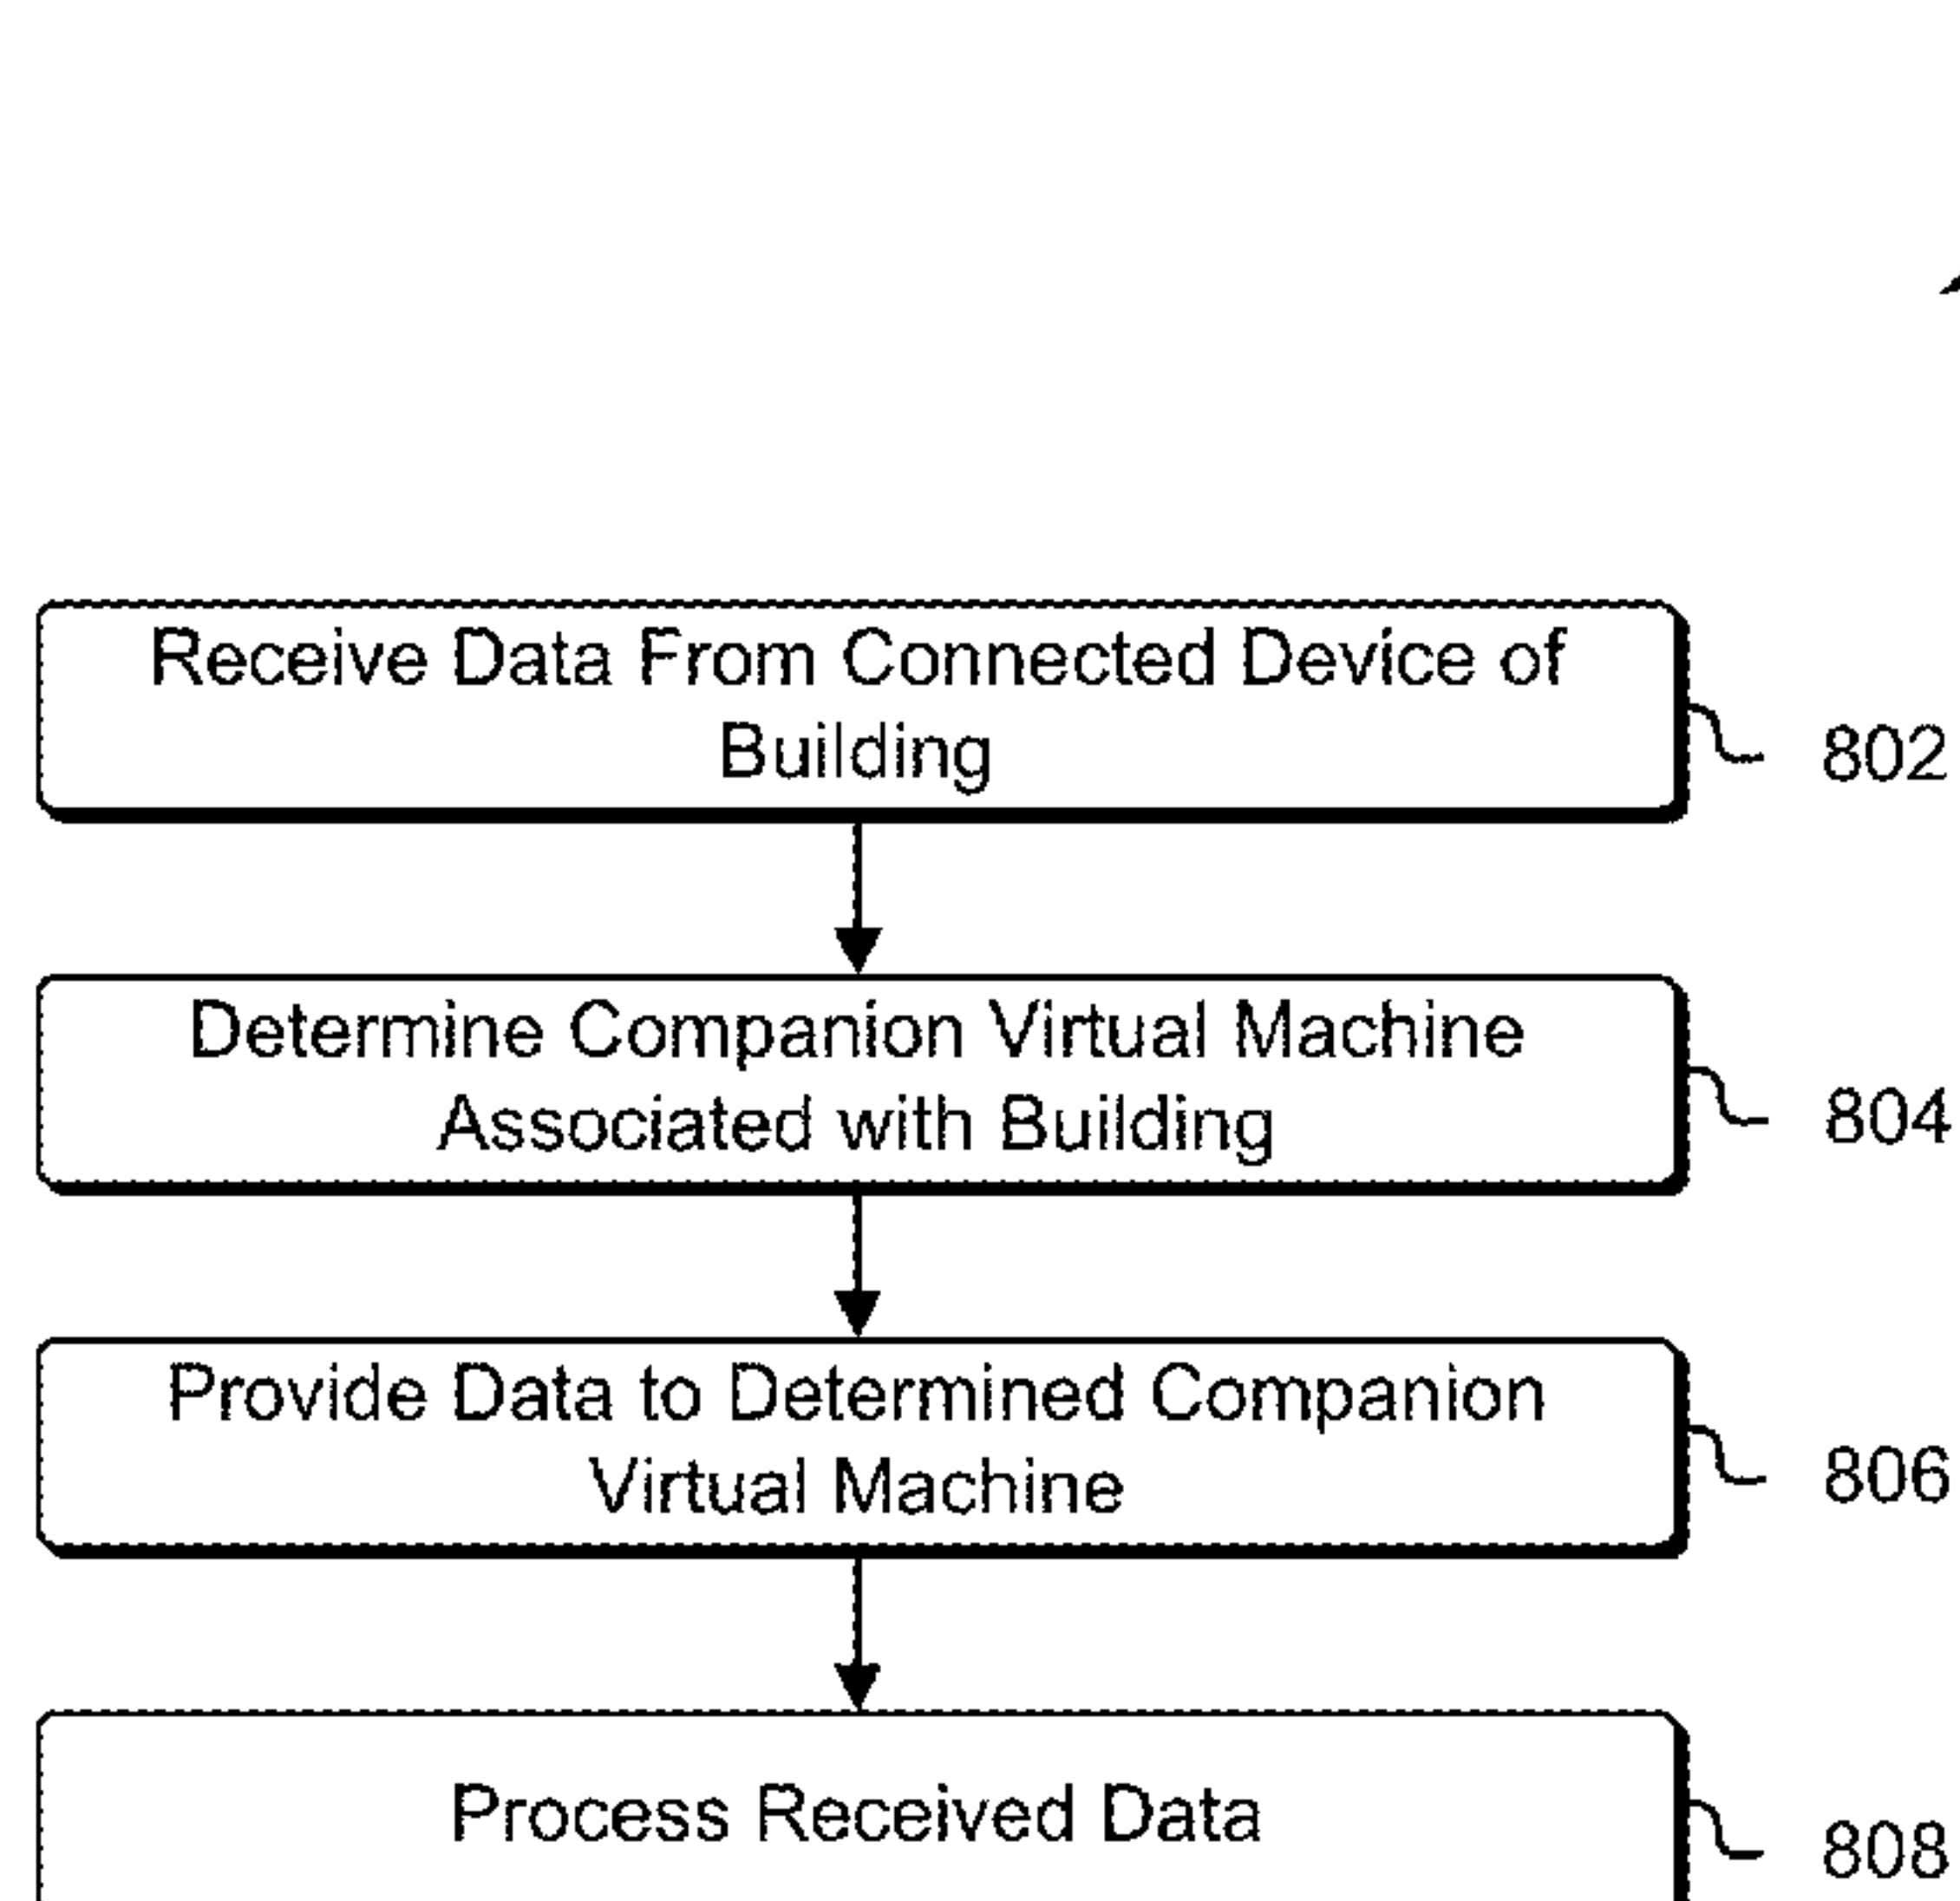 Receive Data From Connected Device of
Building
802
Determine Companion Virtual Machine
Associated with Building
804
Provide Data to Determined Companion
Virtual Machine
806
Process Received Data
808